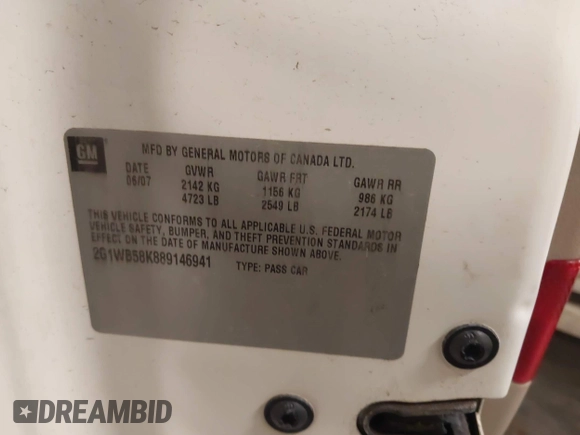 GM
MFD BY GENERAL MOTORS OF CANADA LTD.
DATE GVWR GAWR FRT GAWR RR
06/07 2142 KG 1156 KG 986 KG
4723 LB 2549 LB 2174 LB
THIS VEHICLE CONFORMS TO ALL APPLICABLE U.S. FEDERAL MOTOR
VEHICLE SAFETY, BUMPER, AND THEFT PREVENTION STANDARDS IN
EFFECT ON THE DATE OF MANUFACTURE SHOWN ABOVE.
2G1WB58K889146941 TYPE: PASS CAR
DREAMBID